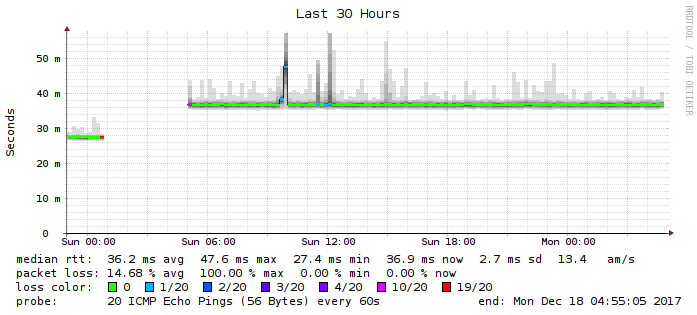 Last 30 Hours
RRDTOOL / TOBI OETIKER
Seconds
50 m
40 m
30 m
20 m
10 m
0
Sun 00:00 Sun 06:00 Sun 12:00 Sun 18:00 Mon 00:00
median rtt: 36.2 ms avg 47.6 ms max 27.4 ms min 36.9 ms now 2.7 ms sd 13.4 am/s
packet loss: 14.68 % avg 100.00 % max 0.00 % min 0.00 % now
loss color: 0 1/20 2/20 3/20 4/20 10/20 19/20
probe: 20 ICMP Echo Pings (56 Bytes) every 60s end: Mon Dec 18 04:55:05 2017